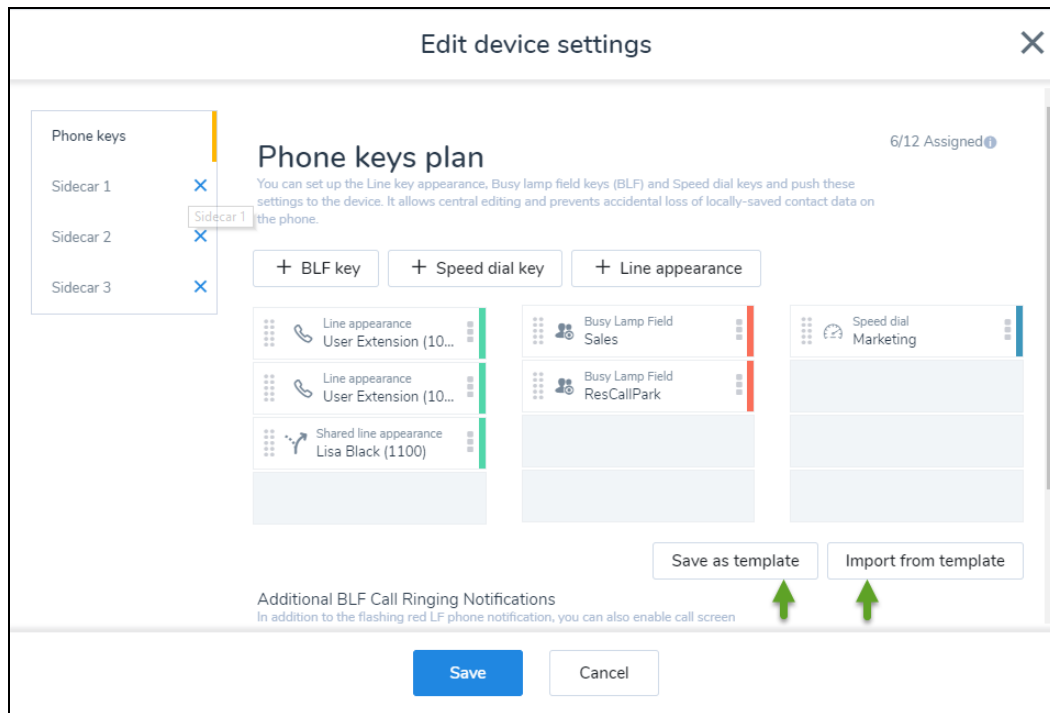 Edit device settings
Phone keys
Sidecar 1
Sidecar 1
Sidecar 2
Sidecar 3
6/12 Assigned
Phone keys plan
You can set up the Line key appearance, Busy lamp field keys (BLF) and Speed dial keys and push these
settings to the device. It allows central editing and prevents accidental loss of locally-saved contact data on
the phone.
+ BLF key
+ Speed dial key
+ Line appearance
Line appearance
User Extension (10...
Line appearance
User Extension (10...
Shared line appearance
Lisa Black (1100)
Busy Lamp Field
Sales
Busy Lamp Field
ResCallPark
Speed dial
Marketing
Save as template
Import from template
Additional BLF Call Ringing Notifications
In addition to the flashing red LF phone notification, you can also enable call screen
Save
Cancel